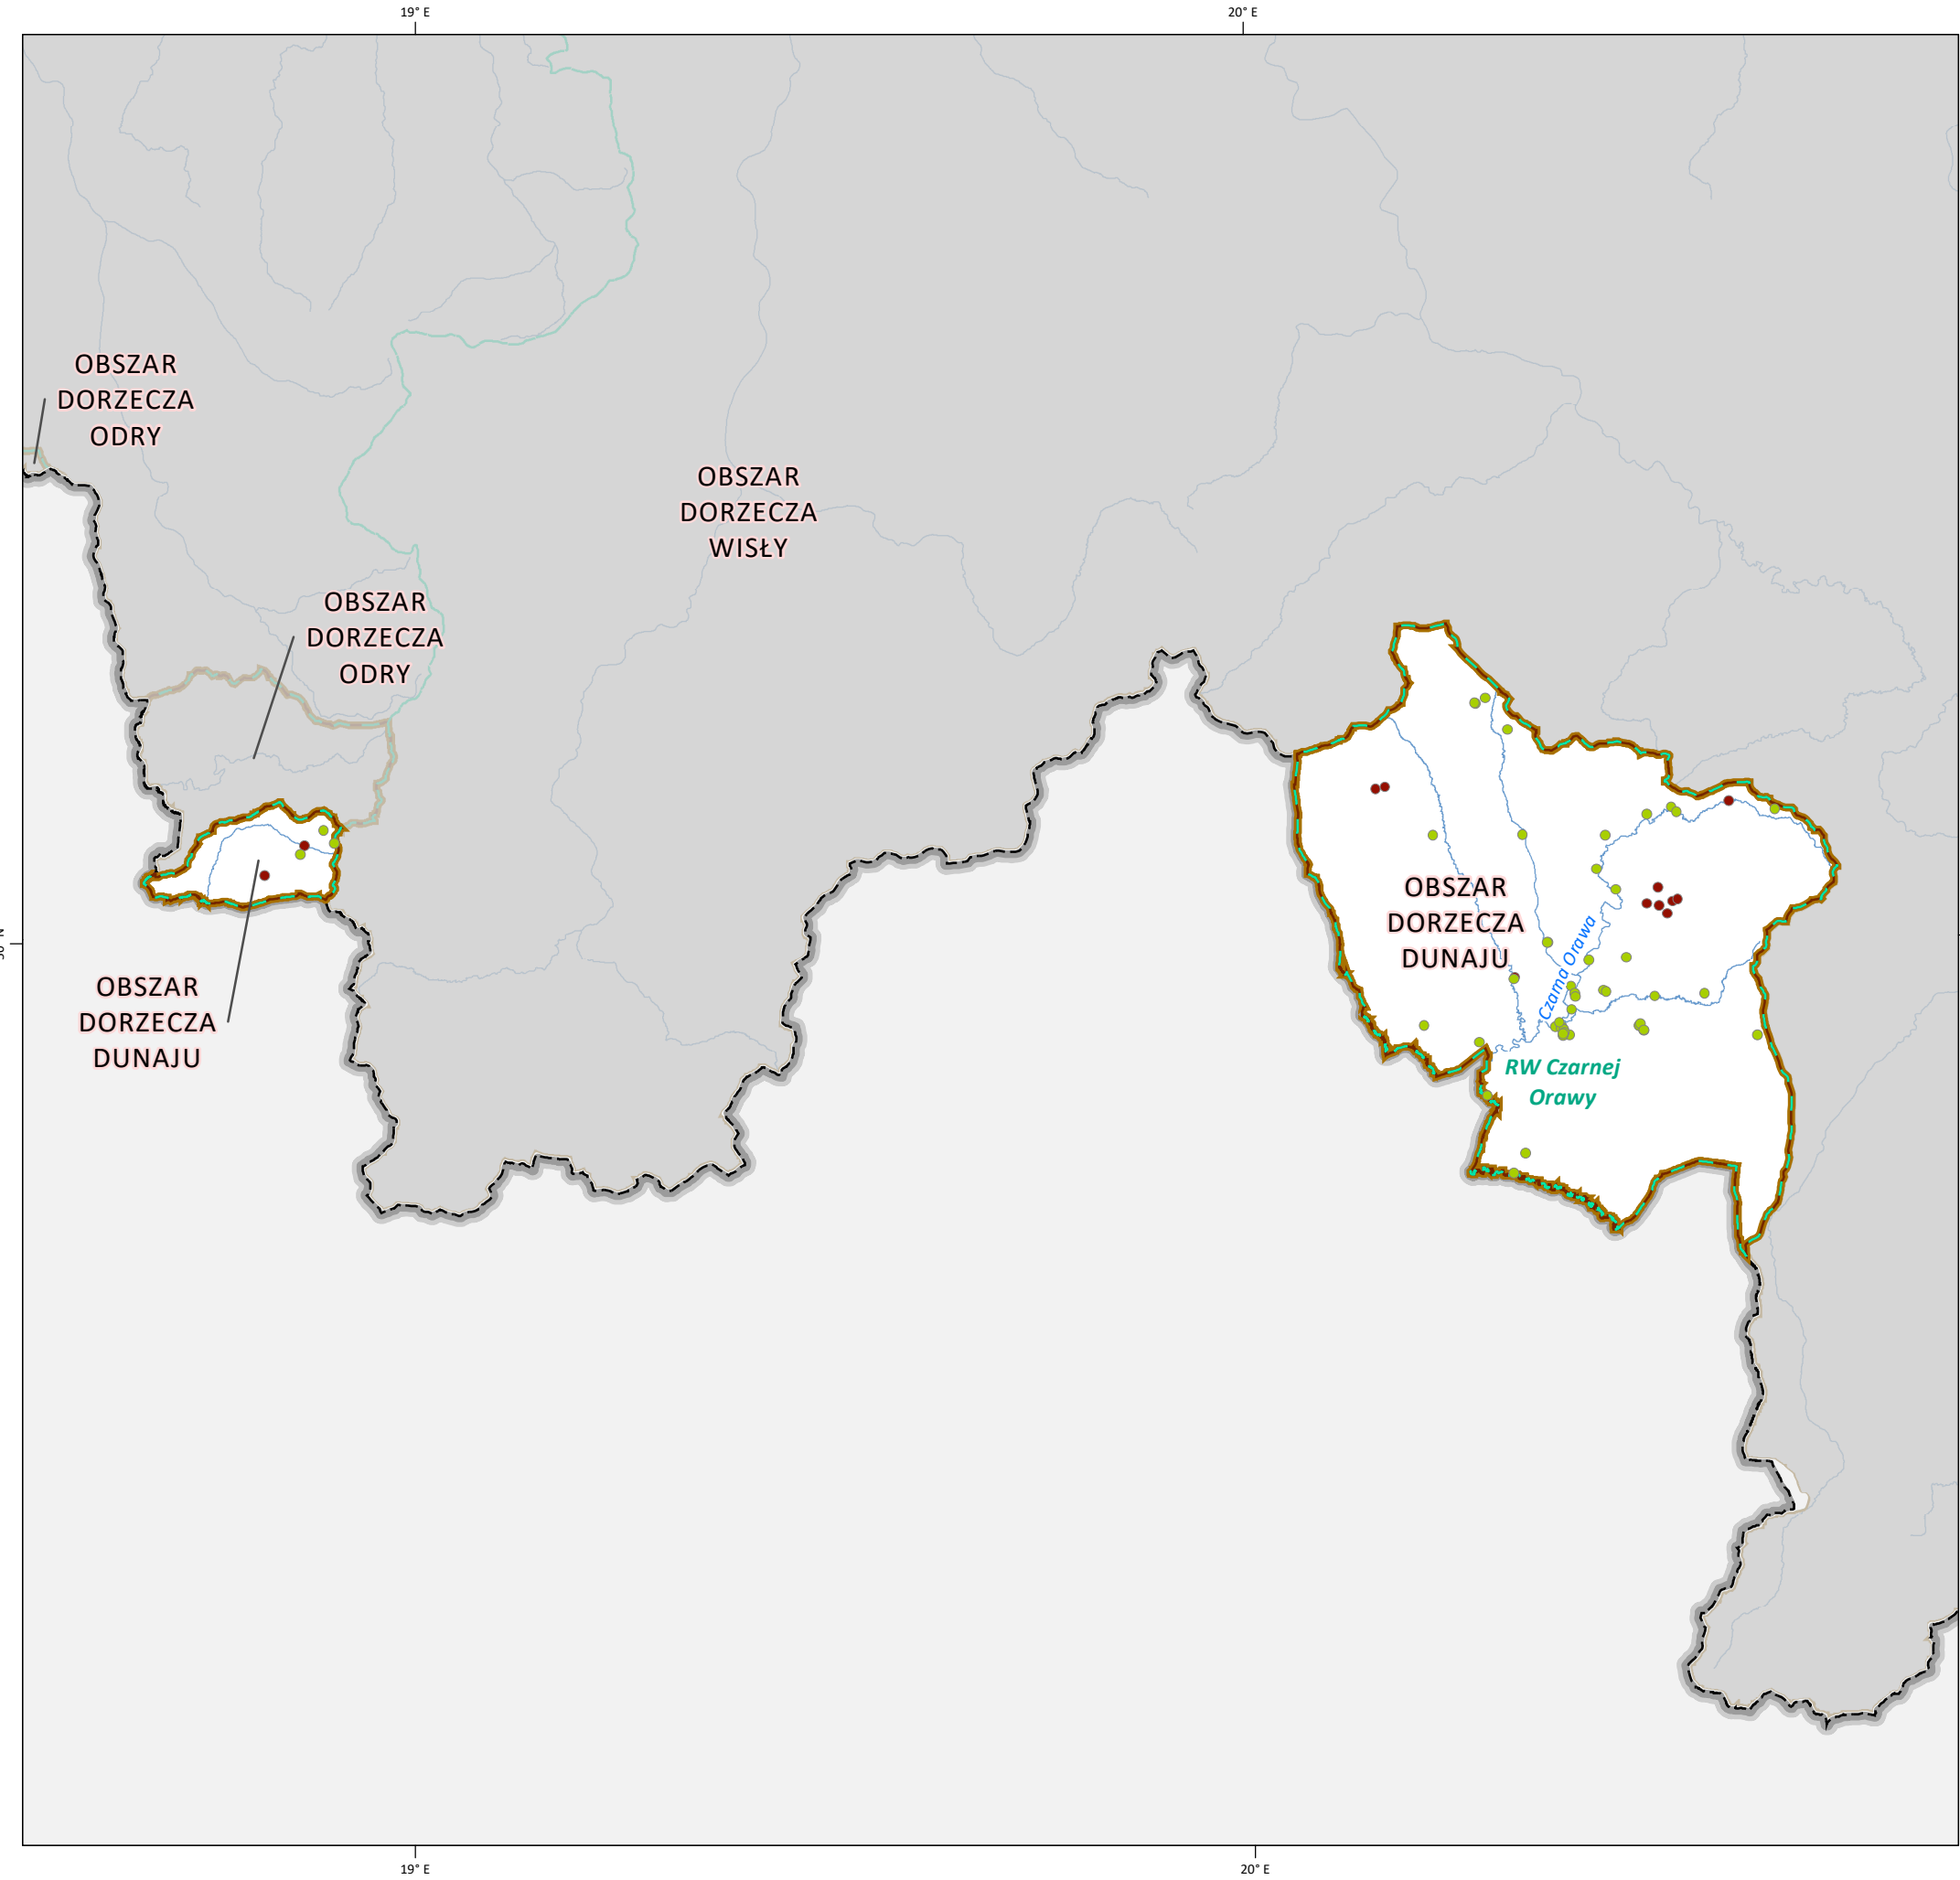 19° E
20° E
OBSZAR
DORZECZA
ODRY
OBSZAR
DORZECZA
WISŁY
OBSZAR
DORZECZA
ODRY
OBSZAR
DORZECZA
DUNAJU
Czarna Orawa
OBSZAR
DORZECZA
DUNAJU
RW Czarnej
Orawy
19° E
20° E